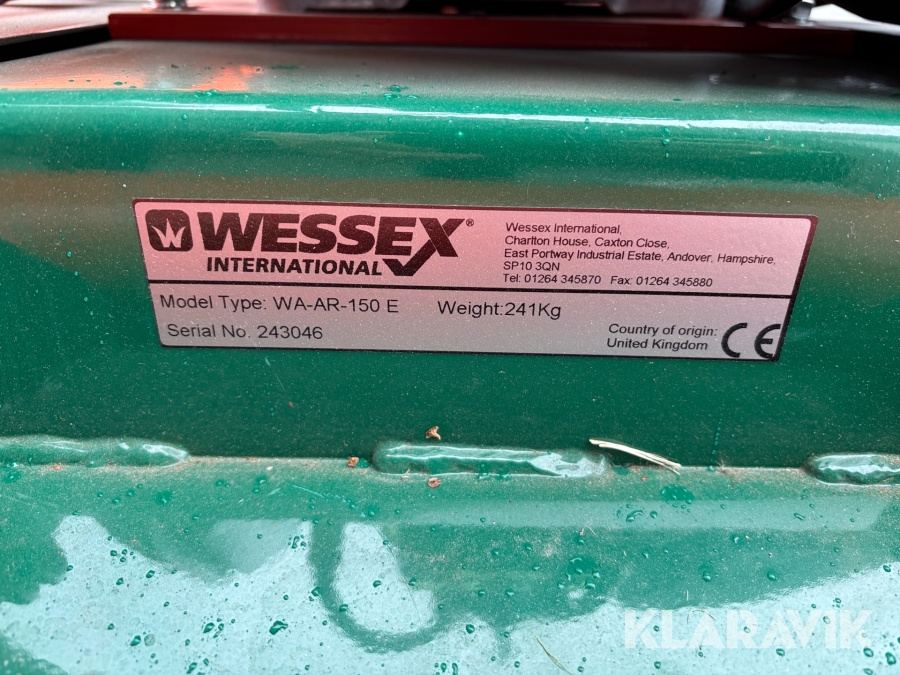 WESSEX®
INTERNATIONAL
Wessex International,
Charlton House, Caxton Close,
East Portway Industrial Estate, Andover, Hampshire,
SP10 3QN
Tel: 01264 345870 Fax: 01264 345880
Model Type: WA-AR-150 E Weight:241Kg
Serial No. 243046
Country of origin:
United Kingdom
CE
KLARAVIK